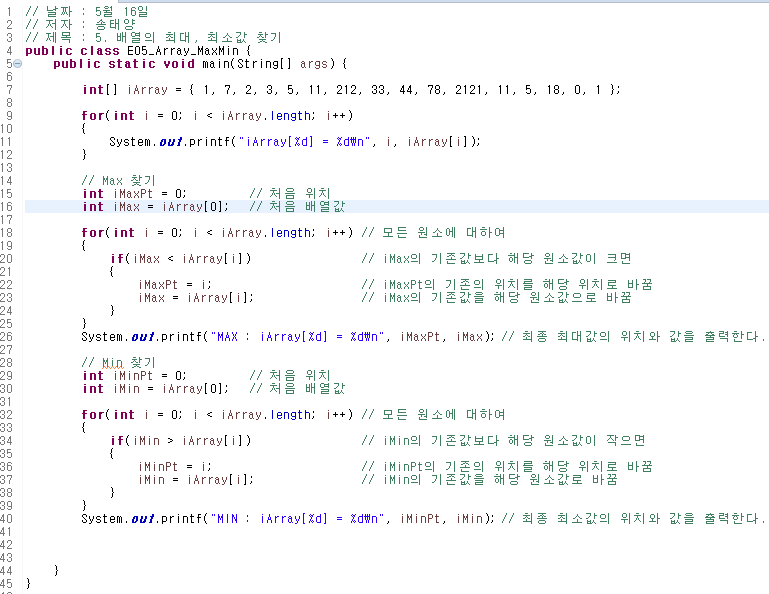 1 // 날짜 : 5월 16일
2 // 저자 : 송태양
3 // 제목 : 5. 배열의 최대, 최소값 찾기
4 public class E05_Array_MaxMin {
5     public static void main(String[] args) {
6
7         int[] iArray = { 1, 7, 2, 3, 5, 11, 212, 33, 44, 78, 2121, 11, 5, 18, 0, 1 };
8
9         for(int i = 0; i < iArray.length; i++)
10         {
11             System.out.printf("iArray[%d] = %d₩n", i, iArray[i]);
12         }
13
14         // Max 찾기
15         int iMaxPt = 0;         // 처음 위치
16         int iMax = iArray[0];   // 처음 배열값
17
18         for(int i = 0; i < iArray.length; i++) // 모든 원소에 대하여
19         {
20             if(iMax < iArray[i])                // iMax의 기존값보다 해당 원소값이 크면
21             {
22                 iMaxPt = i;                     // iMaxPt의 기존의 위치를 해당 위치로 바꿈
23                 iMax = iArray[i];               // iMax의 기존값을 해당 원소값으로 바꿈
24             }
25         }
26         System.out.printf("MAX : iArray[%d] = %d₩n", iMaxPt, iMax); // 최종 최대값의 위치와 값을 출력한다.
27
28         // Min 찾기
29         int iMinPt = 0;         // 처음 위치
30         int iMin = iArray[0];   // 처음 배열값
31
32         for(int i = 0; i < iArray.length; i++) // 모든 원소에 대하여
33         {
34             if(iMin > iArray[i])                // iMin의 기존값보다 해당 원소값이 작으면
35             {
36                 iMinPt = i;                     // iMinPt의 기존의 위치를 해당 위치로 바꿈
37                 iMin = iArray[i];               // iMin의 기존값을 해당 원소값로 바꿈
38             }
39         }
40         System.out.printf("MIN : iArray[%d] = %d₩n", iMinPt, iMin); // 최종 최소값의 위치와 값을 출력한다.
41
42
43
44     }
45 }